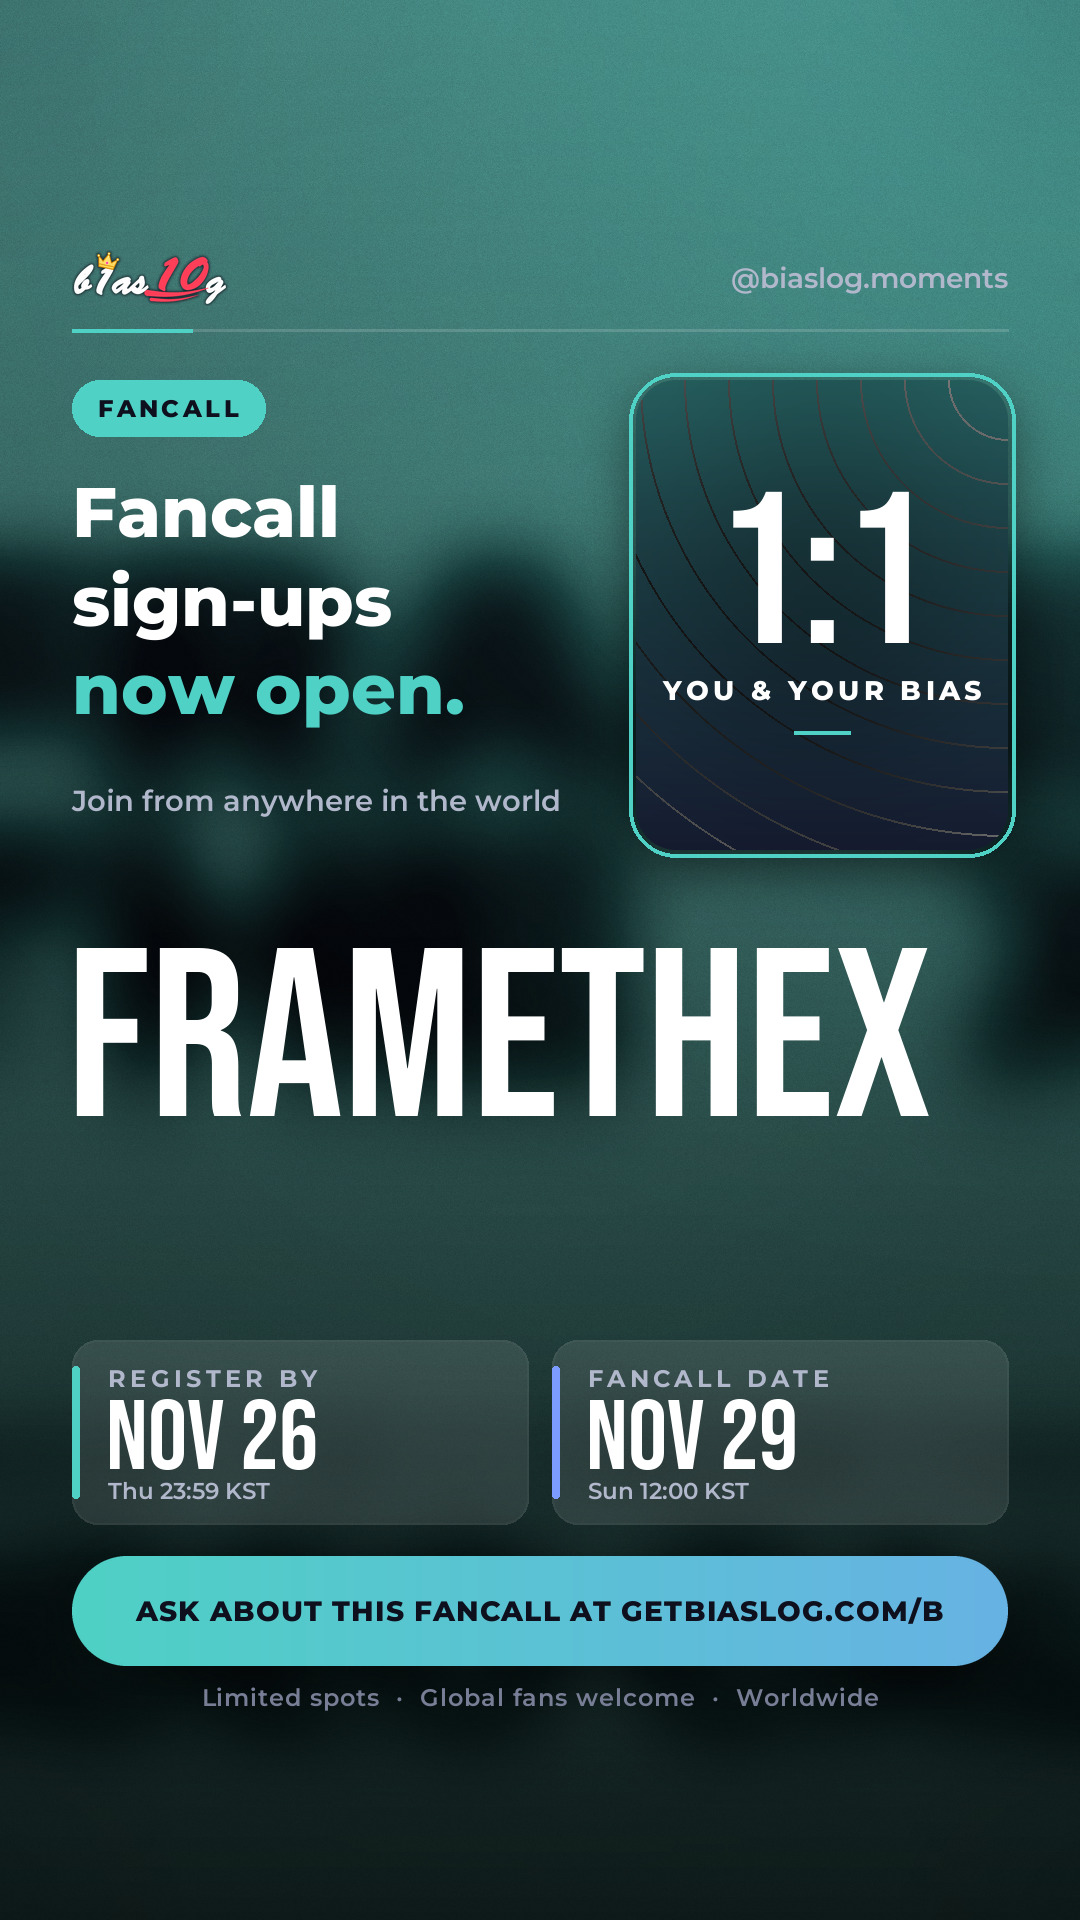 b1as10g
@biaslog.moments
FANCALL
Fancall
sign-ups
now open.
Join from anywhere in the world
1:1
YOU & YOUR BIAS
FRAMETHEX
REGISTER BY
NOV 26
Thu 23:59 KST
FANCALL DATE
NOV 29
Sun 12:00 KST
ASK ABOUT THIS FANCALL AT GETBIASLOG.COM/B
Limited spots · Global fans welcome · Worldwide